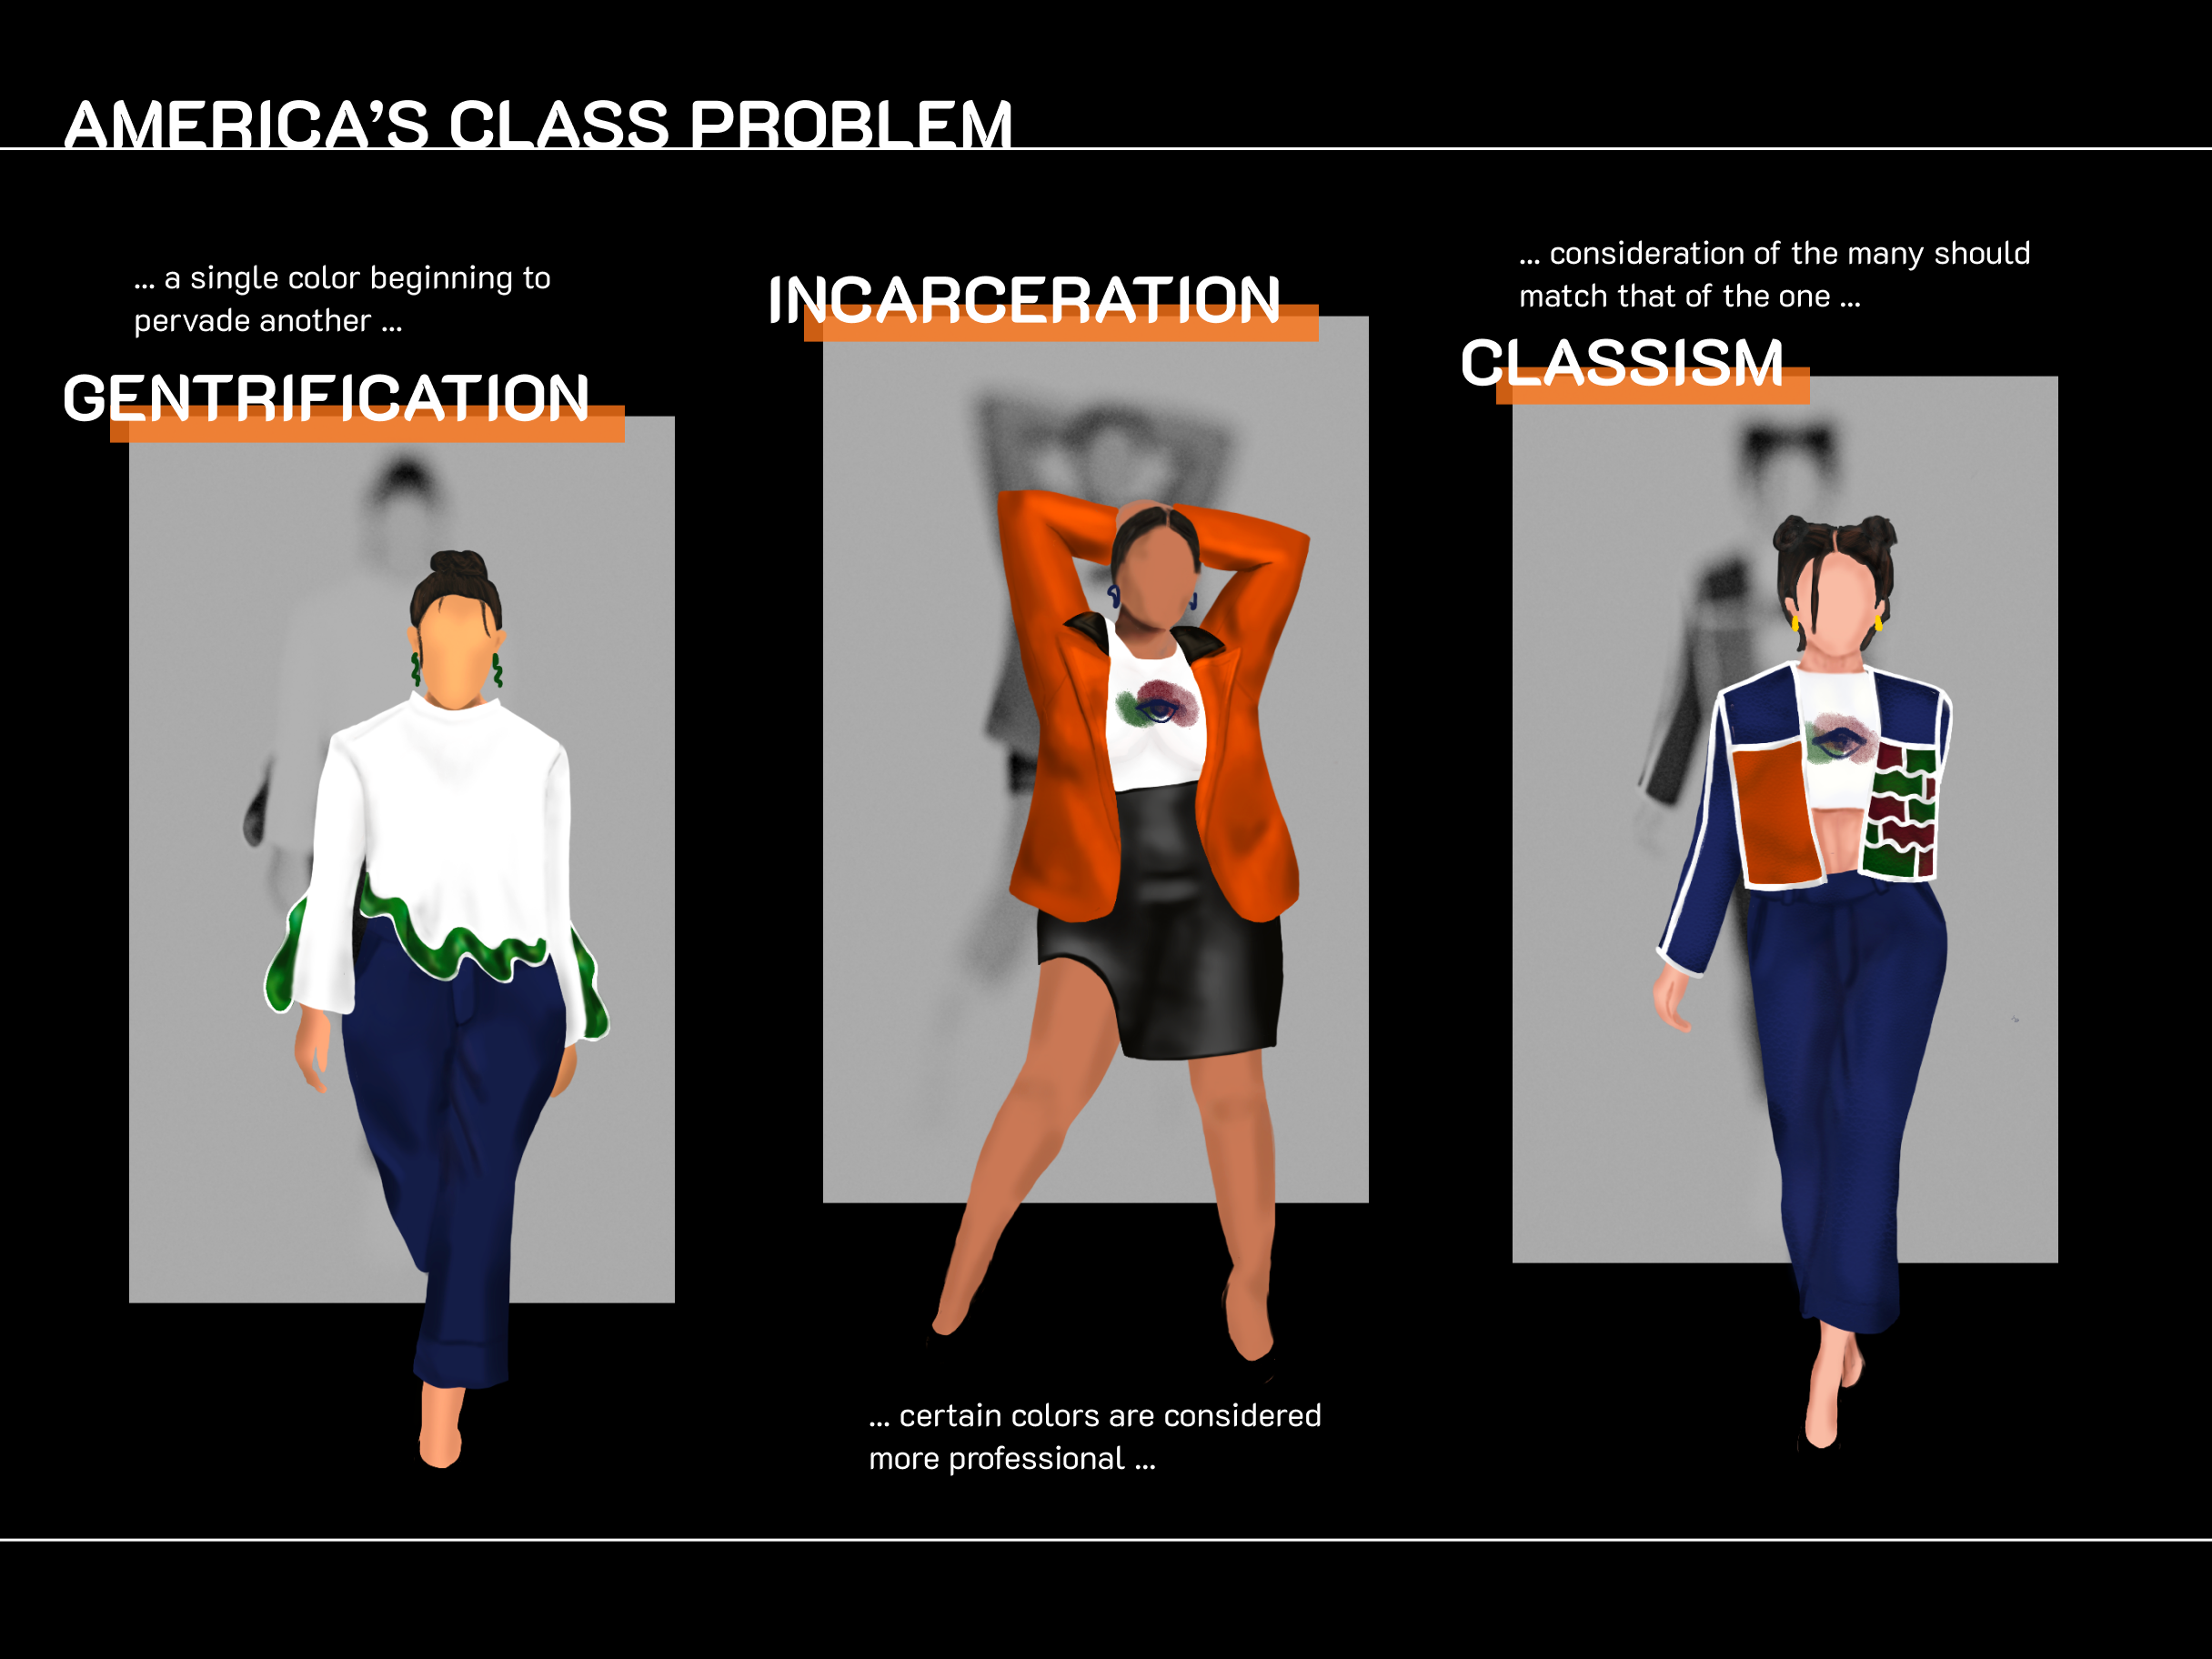 AMERICA’S CLASS PROBLEM
... a single color beginning to
pervade another ...
GENTRIFICATION
INCARCERATION
... certain colors are considered
more professional ...
... consideration of the many should
match that of the one ...
CLASSISM